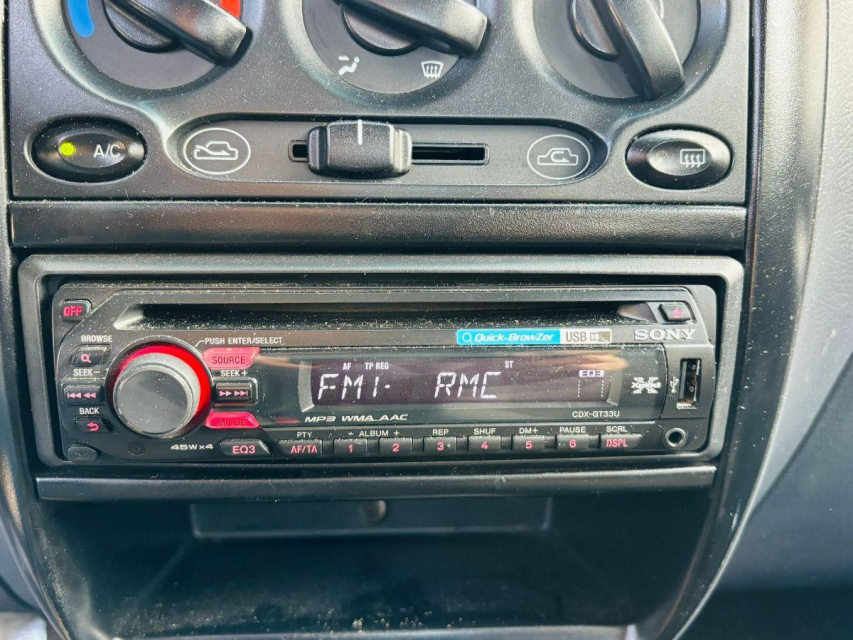 A/C
OFF
Quick-BrowZer USB
SONY
BROWSE
PUSH ENTER/SELECT
SOURCE
SEEK -
SEEK +
AF TP REG ST
FM1- RMC EQ3
BACK
MODE
MP3 WMA AAC
CDX-GT33U
45W×4
EQ3
PTY - ALBUM + REP SHUF DM+ PAUSE SCRL
AF/TA 1 2 3 4 5 6 DSPL